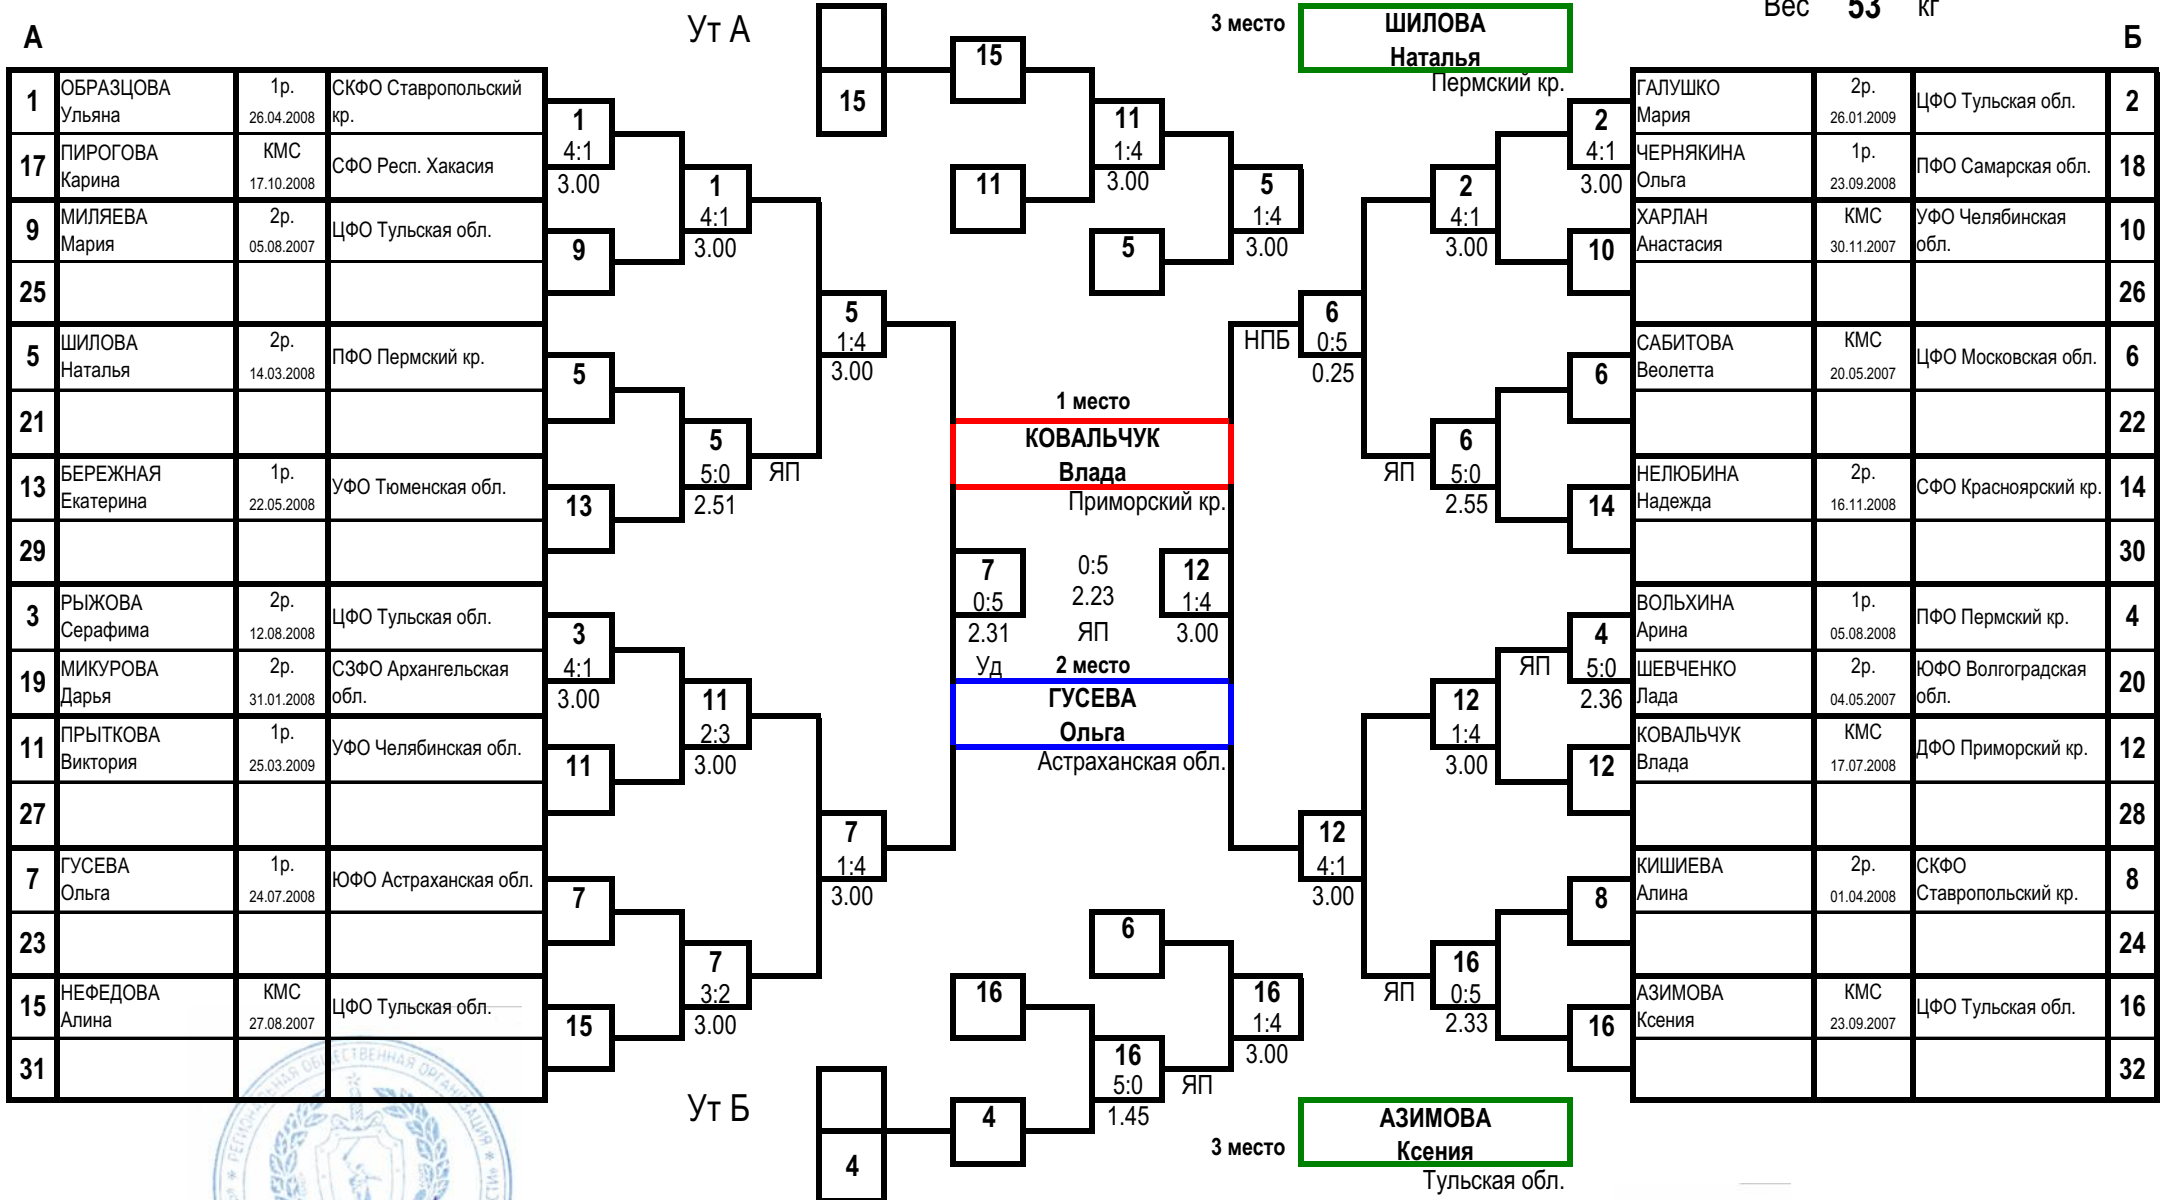 Вес 53 кг
А
Ут А
3 место
ШИЛОВА
Наталья
Пермский кр.
Б
1 ОБРАЗЦОВА Ульяна 1р. 26.04.2008 СКФО Ставропольский кр.
17 ПИРОГОВА Карина КМС 17.10.2008 СФО Респ. Хакасия
9 МИЛЯЕВА Мария 2р. 05.08.2007 ЦФО Тульская обл.
25
5 ШИЛОВА Наталья 2р. 14.03.2008 ПФО Пермский кр.
21
13 БЕРЕЖНАЯ Екатерина 1р. 22.05.2008 УФО Тюменская обл.
29
3 РЫЖОВА Серафима 2р. 12.08.2008 ЦФО Тульская обл.
19 МИКУРОВА Дарья 2р. 31.01.2008 СЗФО Архангельская обл.
11 ПРЫТКОВА Виктория 1р. 25.03.2009 УФО Челябинская обл.
27
7 ГУСЕВА Ольга 1р. 24.07.2008 ЮФО Астраханская обл.
23
15 НЕФЕДОВА Алина КМС 27.08.2007 ЦФО Тульская обл.
31
1
4:1
3.00
9
5
13
3
4:1
3.00
11
7
15
1
4:1
3.00
5
5:0 ЯП
2.51
11
2:3
3.00
7
3:2
3.00
5
1:4
3.00
7
1:4
3.00
15
15
11
11
1:4
3.00
5
5
1:4
3.00
1 место
КОВАЛЬЧУК
Влада
Приморский кр.
7
0:5
2.31
Уд
0:5
2.23
ЯП
12
1:4
3.00
2 место
ГУСЕВА
Ольга
Астраханская обл.
6
НПБ 0:5
0.25
12
4:1
3.00
2
4:1
3.00
6
ЯП 5:0
2.55
12
1:4
3.00
16
ЯП 0:5
2.33
2
4:1
3.00
10
6
14
4
ЯП 5:0
2.36
12
8
16
ГАЛУШКО Мария 2р. 26.01.2009 ЦФО Тульская обл. 2
ЧЕРНЯКИНА Ольга 1р. 23.09.2008 ПФО Самарская обл. 18
ХАРЛАН Анастасия КМС 30.11.2007 УФО Челябинская обл. 10
26
САБИТОВА Веолетта КМС 20.05.2007 ЦФО Московская обл. 6
22
НЕЛЮБИНА Надежда 2р. 16.11.2008 СФО Красноярский кр. 14
30
ВОЛЬХИНА Арина 1р. 05.08.2008 ПФО Пермский кр. 4
ШЕВЧЕНКО Лада 2р. 04.05.2007 ЮФО Волгоградская обл. 20
КОВАЛЬЧУК Влада КМС 17.07.2008 ДФО Приморский кр. 12
28
КИШИЕВА Алина 2р. 01.04.2008 СКФО Ставропольский кр. 8
24
АЗИМОВА Ксения КМС 23.09.2007 ЦФО Тульская обл. 16
32
Ут Б
4
16
4
16
5:0 ЯП
1.45
6
16
1:4
3.00
3 место
АЗИМОВА
Ксения
Тульская обл.
РЕГИОНАЛЬНАЯ ОБЩЕСТВЕННАЯ ОРГАНИЗАЦИЯ